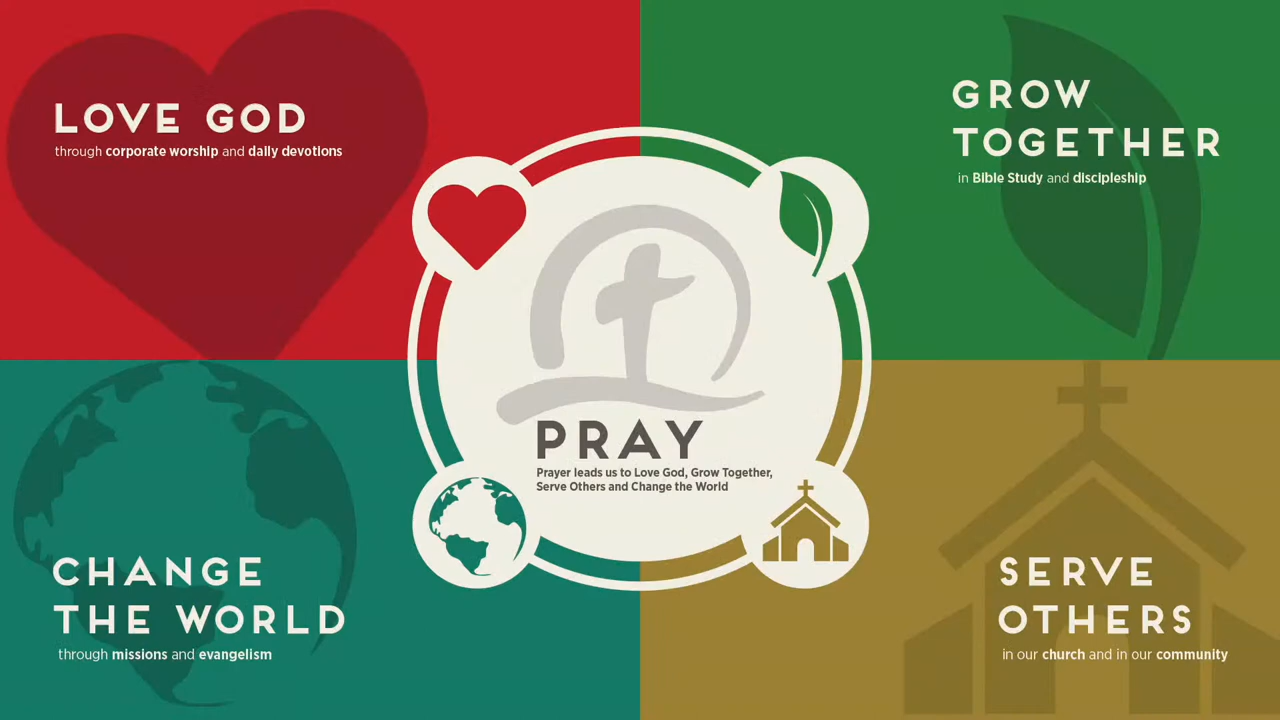 LOVE GOD
through corporate worship and daily devotions
GROW
TOGETHER
in Bible Study and discipleship
PRAY
Prayer leads us to Love God, Grow Together,
Serve Others and Change the World
CHANGE
THE WORLD
through missions and evangelism
SERVE
OTHERS
in our church and in our community